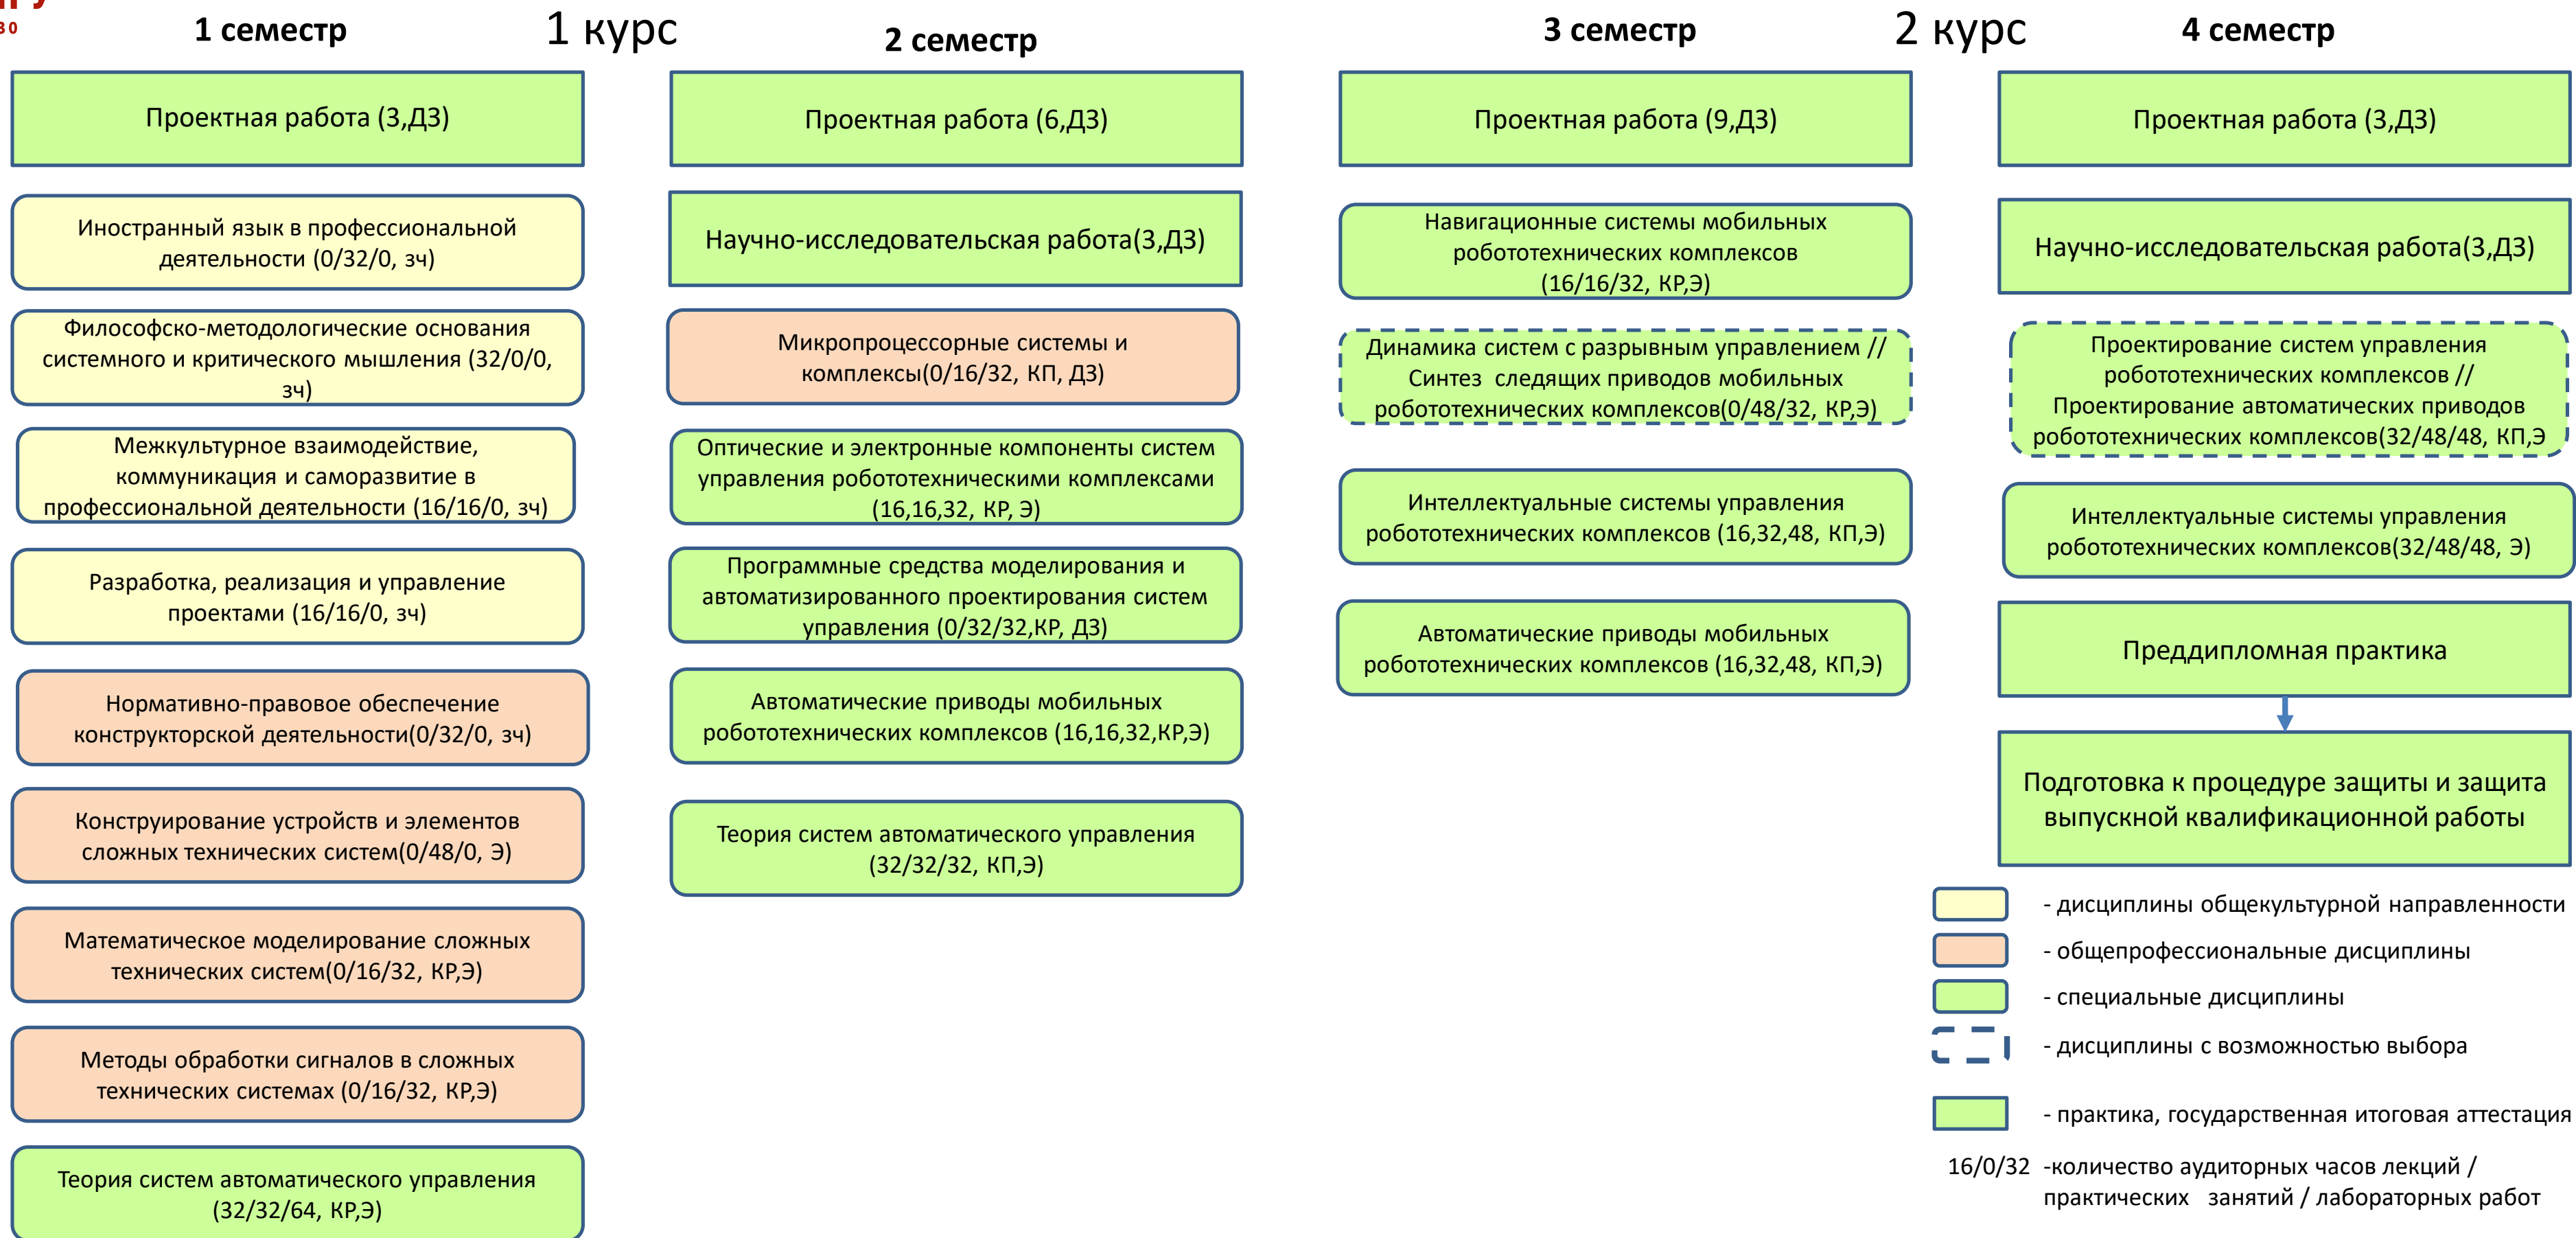 1 семестр
1 курс
2 семестр
3 семестр
2 курс
4 семестр
Проектная работа (3,ДЗ)
Иностранный язык в профессиональной
деятельности (0/32/0, зч)
Философско-методологические основания
системного и критического мышления (32/0/0,
зч)
Межкультурное взаимодействие,
коммуникация и саморазвитие в
профессиональной деятельности (16/16/0, зч)
Разработка, реализация и управление
проектами (16/16/0, зч)
Нормативно-правовое обеспечение
конструкторской деятельности(0/32/0, зч)
Конструирование устройств и элементов
сложных технических систем(0/48/0, Э)
Математическое моделирование сложных
технических систем(0/16/32, КР,Э)
Методы обработки сигналов в сложных
технических системах (0/16/32, КР,Э)
Теория систем автоматического управления
(32/32/64, КР,Э)
Проектная работа (6,ДЗ)
Научно-исследовательская работа(3,ДЗ)
Микропроцессорные системы и
комплексы(0/16/32, КП, ДЗ)
Оптические и электронные компоненты систем
управления робототехническими комплексами
(16,16,32, КР, Э)
Программные средства моделирования и
автоматизированного проектирования систем
управления (0/32/32,КР, ДЗ)
Автоматические приводы мобильных
робототехнических комплексов (16,16,32,КР,Э)
Теория систем автоматического управления
(32/32/32, КП,Э)
Проектная работа (9,ДЗ)
Навигационные системы мобильных
робототехнических комплексов
(16/16/32, КР,Э)
Динамика систем с разрывным управлением //
Синтез следящих приводов мобильных
робототехнических комплексов(0/48/32, КР,Э)
Интеллектуальные системы управления
робототехнических комплексов (16,32,48, КП,Э)
Автоматические приводы мобильных
робототехнических комплексов (16,32,48, КП,Э)
Проектная работа (3,ДЗ)
Научно-исследовательская работа(3,ДЗ)
Проектирование систем управления
робототехнических комплексов //
Проектирование автоматических приводов
робототехнических комплексов(32/48/48, КП,Э
Интеллектуальные системы управления
робототехнических комплексов(32/48/48, Э)
Преддипломная практика
Подготовка к процедуре защиты и защита
выпускной квалификационной работы
- дисциплины общекультурной направленности
- общепрофессиональные дисциплины
- специальные дисциплины
- дисциплины с возможностью выбора
- практика, государственная итоговая аттестация
16/0/32 -количество аудиторных часов лекций /
практических занятий / лабораторных работ